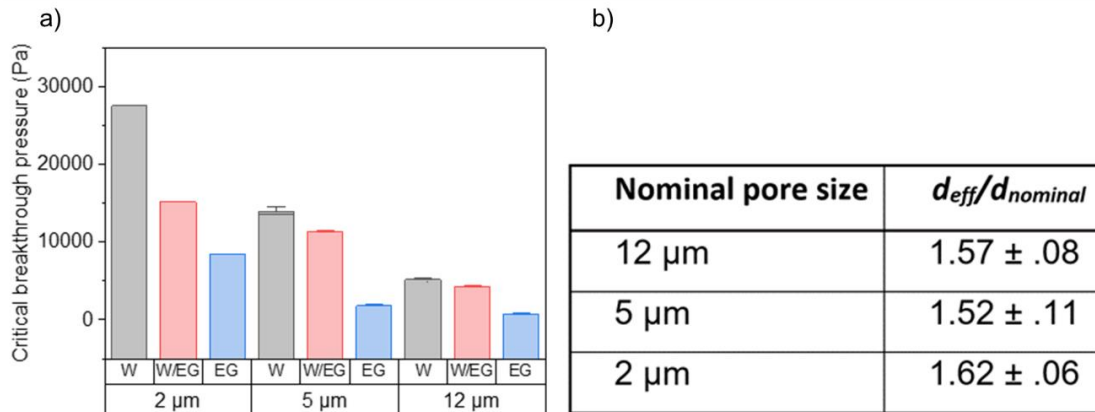 a)
b)
Critical breakthrough pressure (Pa)
30000
20000
10000
0
W W/EG EG W W/EG EG W W/EG EG
2 μm 5 μm 12 μm
Nominal pore size d_eff/d_nominal
12 μm 1.57 ± .08
5 μm 1.52 ± .11
2 μm 1.62 ± .06